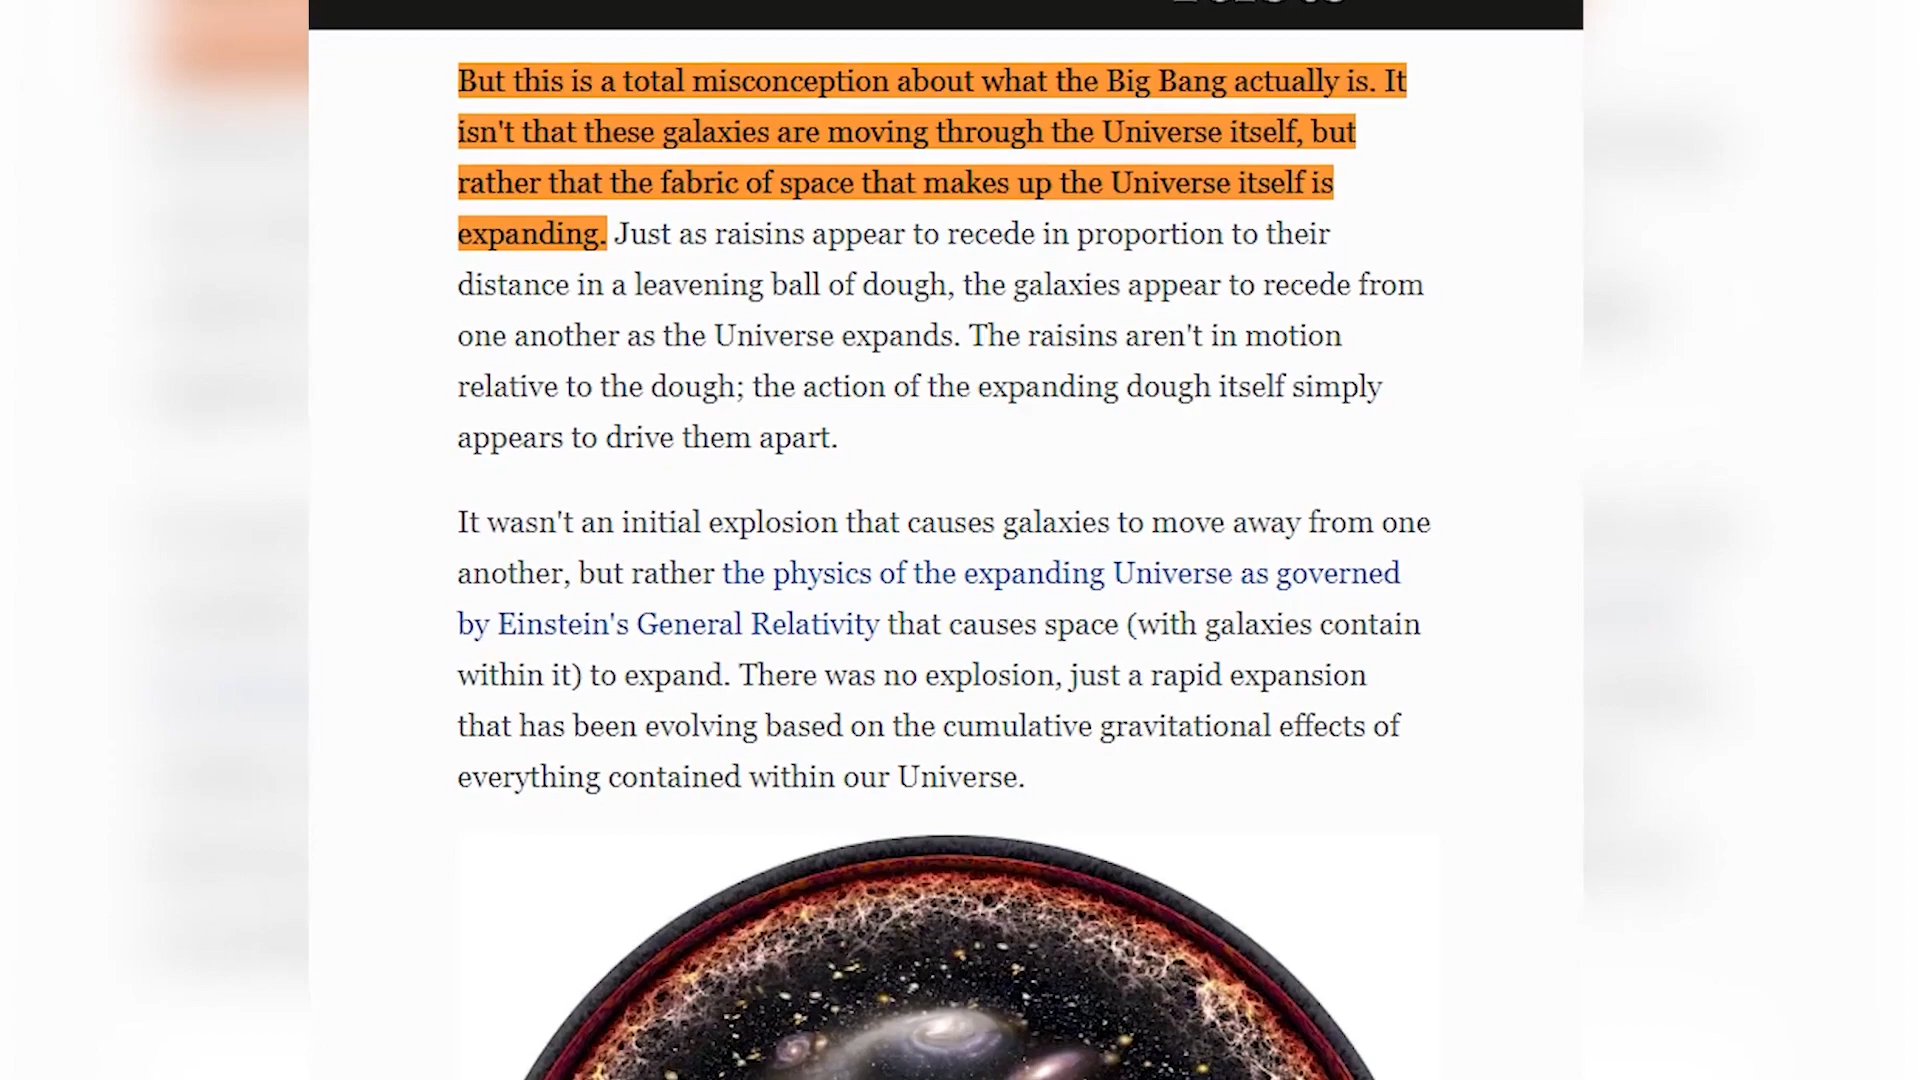 But this is a total misconception about what the Big Bang actually is. It
isn't that these galaxies are moving through the Universe itself, but
rather that the fabric of space that makes up the Universe itself is
expanding. Just as raisins appear to recede in proportion to their
distance in a leavening ball of dough, the galaxies appear to recede from
one another as the Universe expands. The raisins aren't in motion
relative to the dough; the action of the expanding dough itself simply
appears to drive them apart.
It wasn't an initial explosion that causes galaxies to move away from one
another, but rather the physics of the expanding Universe as governed
by Einstein's General Relativity that causes space (with galaxies contain
within it) to expand. There was no explosion, just a rapid expansion
that has been evolving based on the cumulative gravitational effects of
everything contained within our Universe.